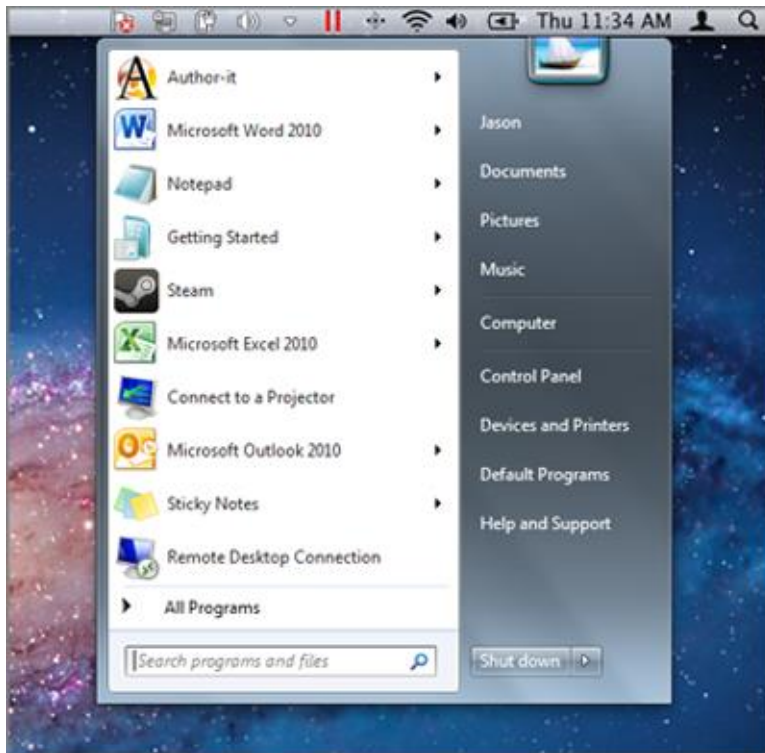 Thu 11:34 AM
Author-it
Microsoft Word 2010
Notepad
Getting Started
Steam
Microsoft Excel 2010
Connect to a Projector
Microsoft Outlook 2010
Sticky Notes
Remote Desktop Connection
All Programs
Search programs and files
Jason
Documents
Pictures
Music
Computer
Control Panel
Devices and Printers
Default Programs
Help and Support
Shut down